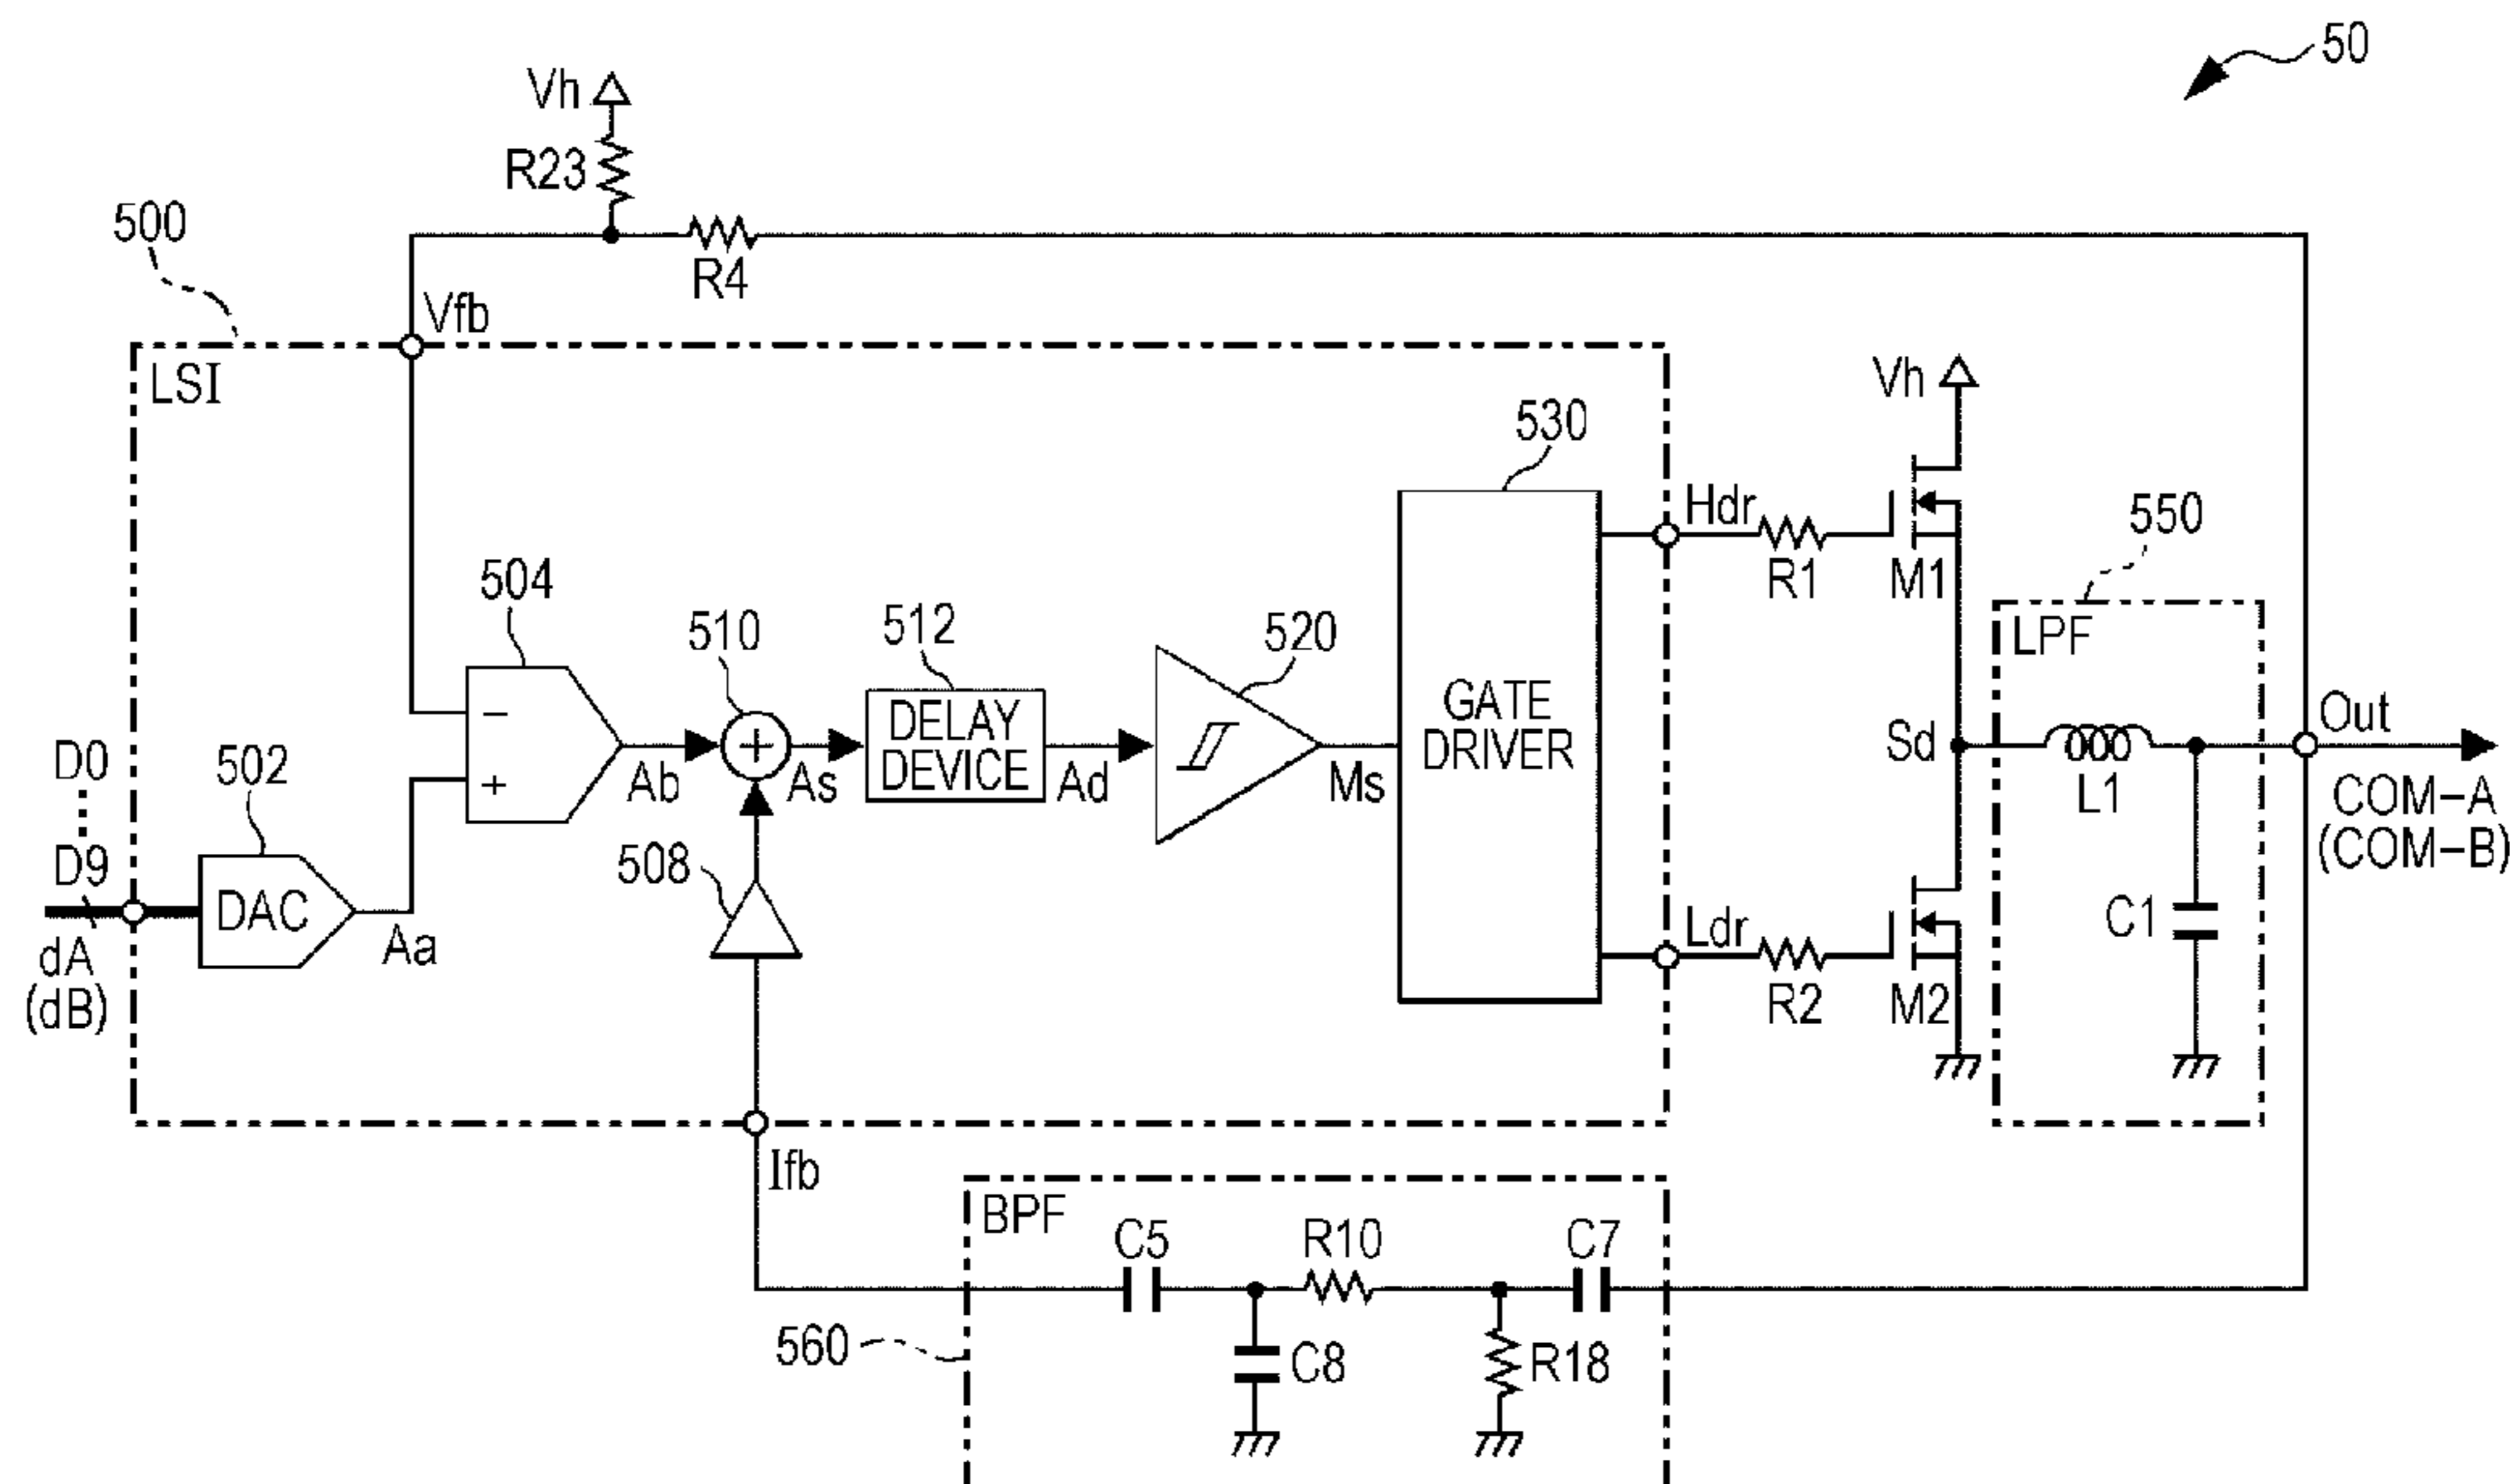 50
Vh
R23
500
R4
Vfb
LSI
Vh
530
Hdr
R1
M1
550
LPF
504
510
512
520
DELAY
DEVICE
GATE
DRIVER
Out
Sd
D0
D9
502
−
+
+
Ab
As
Ad
Ms
L1
COM−A
(COM−B)
508
DAC
dA
(dB)
Aa
Ldr
R2
M2
C1
Ifb
BPF
C5
R10
C7
560
C8
R18